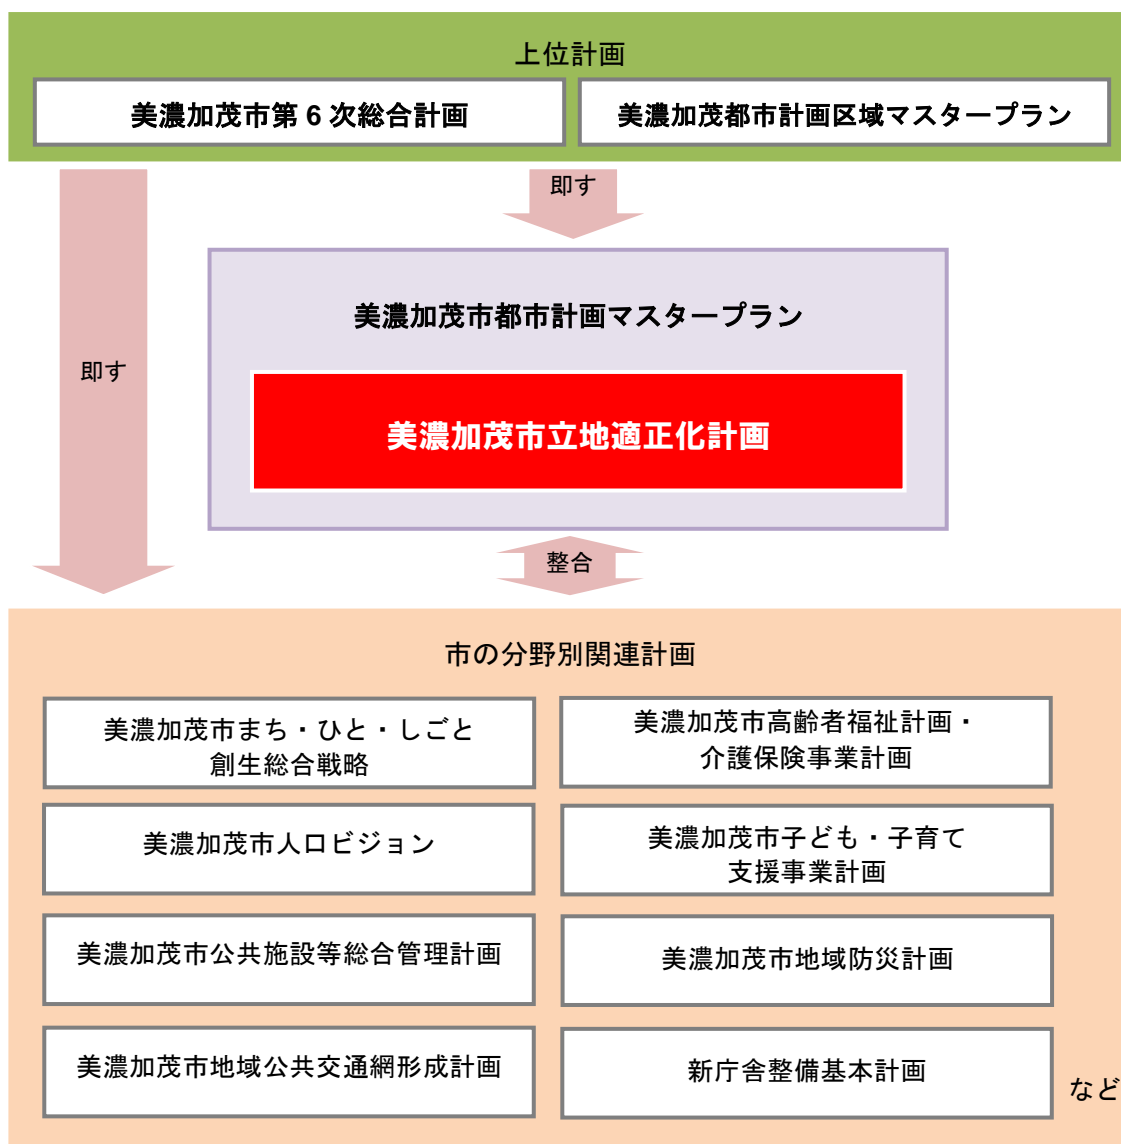 上位計画
美濃加茂市第6次総合計画
美濃加茂都市計画区域マスタープラン
即す
即す
美濃加茂市都市計画マスタープラン
美濃加茂市立地適正化計画
整合
市の分野別関連計画
美濃加茂市まち・ひと・しごと
創生総合戦略
美濃加茂市高齢者福祉計画・
介護保険事業計画
美濃加茂市人口ビジョン
美濃加茂市子ども・子育て
支援事業計画
美濃加茂市公共施設等総合管理計画
美濃加茂市地域防災計画
美濃加茂市地域公共交通網形成計画
新庁舎整備基本計画
など